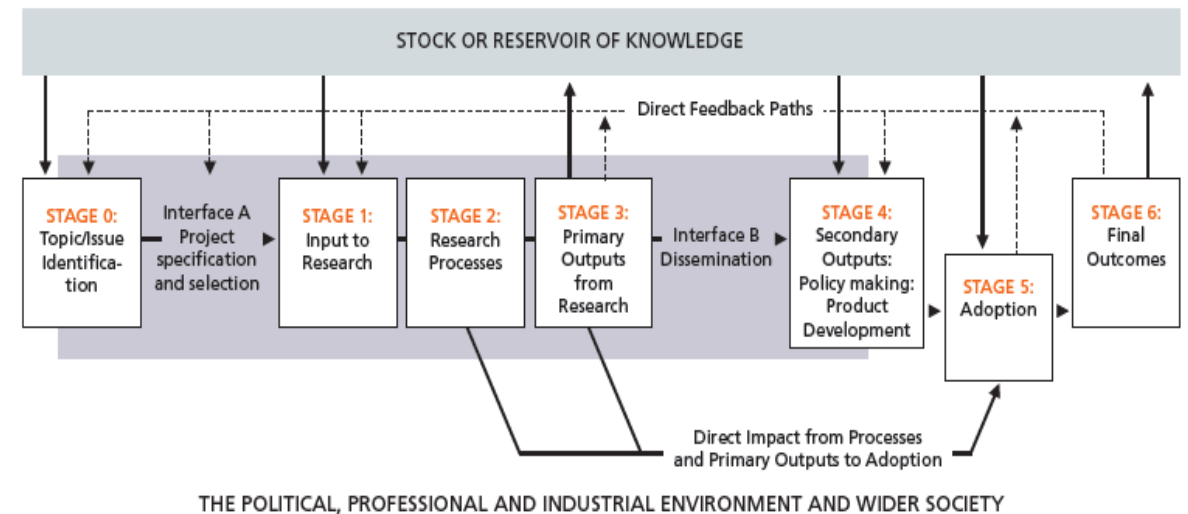 STOCK OR RESERVOIR OF KNOWLEDGE
Direct Feedback Paths
STAGE 0:
Topic/Issue
Identifica-
tion
Interface A
Project
specification
and selection
STAGE 1:
Input to
Research
STAGE 2:
Research
Processes
STAGE 3:
Primary
Outputs
from
Research
Interface B
Dissemination
STAGE 4:
Secondary
Outputs:
Policy making:
Product
Development
STAGE 5:
Adoption
STAGE 6:
Final
Outcomes
Direct Impact from Processes
and Primary Outputs to Adoption
THE POLITICAL, PROFESSIONAL AND INDUSTRIAL ENVIRONMENT AND WIDER SOCIETY